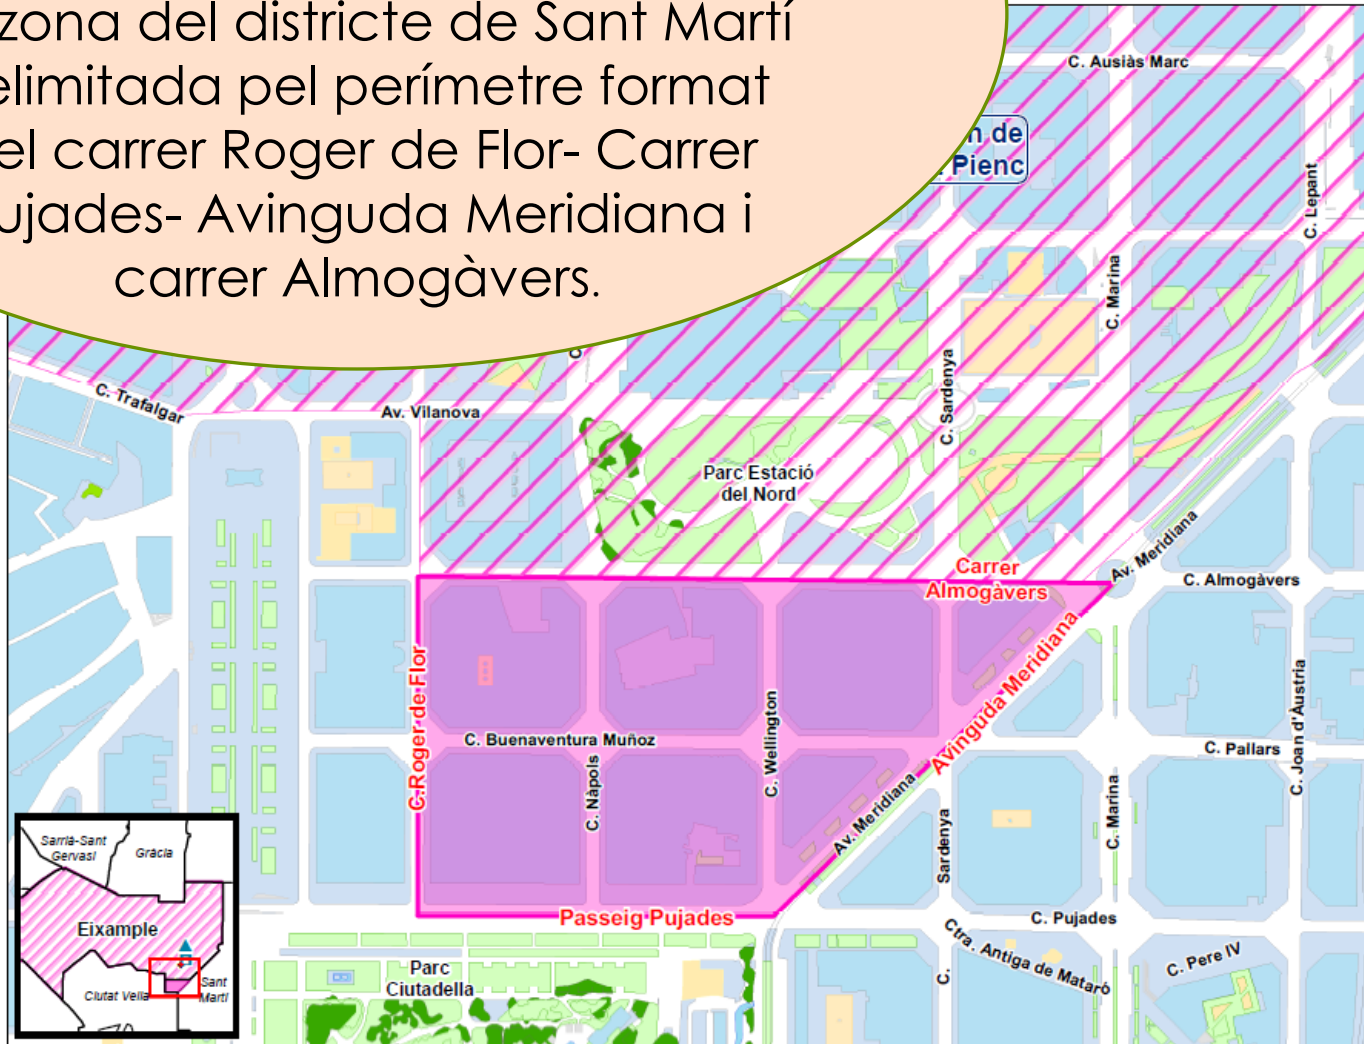 zona del districte de Sant Martí
elimitada pel perímetre format
el carrer Roger de Flor- Carrer
ujades- Avinguda Meridiana i
carrer Almogàvers.
C. Ausiàs Marc
n de
Pienc
C. Lepant
C. Marina
C. Sardenya
C. Trafalgar
Av. Vilanova
Parc Estació
del Nord
Carrer
Almogàvers
Av. Meridiana
C. Almogàvers
C.Roger de Flor
Avinguda Meridiana
C. Buenaventura Muñoz
C. Nàpols
C. Wellington
Av. Meridiana
C. Pallars
C. Joan d'Àustria
C. Marina
C. Sardenya
Passeig Pujades
C. Pujades
Ctra. Antiga de Mataró
C. Pere IV
Parc
Ciutadella
Sarrià-Sant
Gervasi
Gràcia
Eixample
Ciutat Vella
Sant
Martí